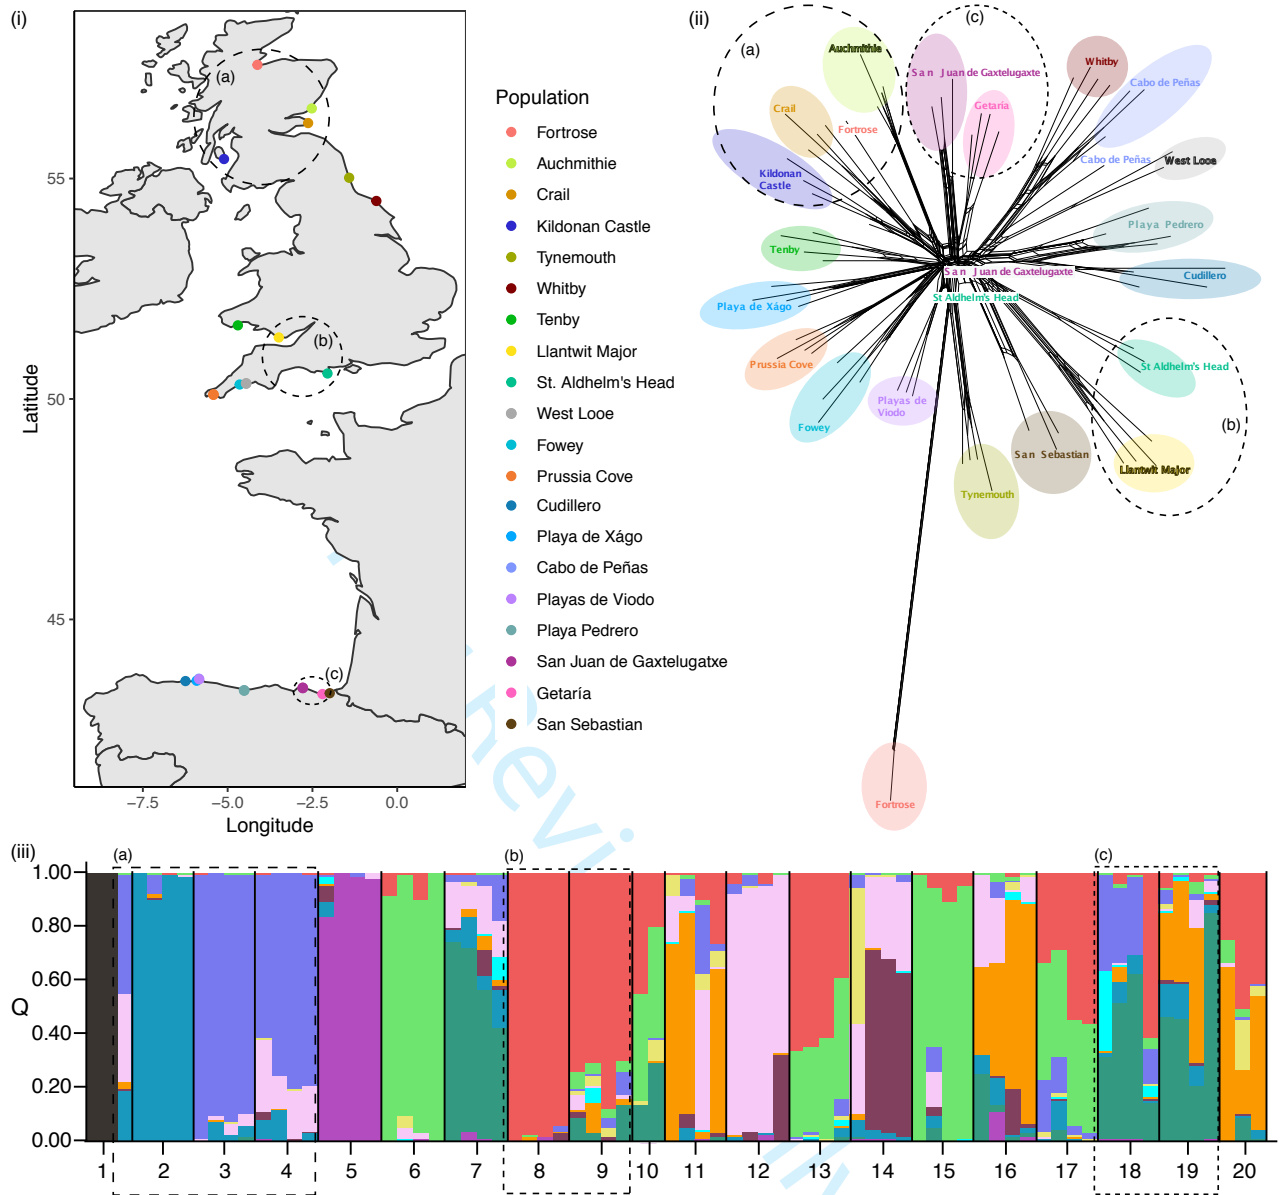 (i)
(a)
(b)
(c)
55
50
45
Latitude
−7.5
−5.0
−2.5
0.0
Longitude
Population
Fortrose
Auchmithie
Crail
Kildonan Castle
Tynemouth
Whitby
Tenby
Llantwit Major
St. Aldhelm's Head
West Looe
Fowey
Prussia Cove
Cudillero
Playa de Xágo
Cabo de Peñas
Playas de Viodo
Playa Pedrero
San Juan de Gaxtelugatxe
Getaría
San Sebastian
(ii)
(a)
(c)
Auchmithie
San Juan de Gaxtelugaxte
Whitby
Cabo de Peñas
Crail
Getaria
Fortrose
Cabo de Peñas
West Looe
Kildonan
Castle
Playa Pedrero
Tenby
San Juan de Gaxtelugaxte
Cudillero
St Aldhelm's Head
Playa de Xágo
Prussia Cove
St Aldhelm's Head
Playas de
Viodo
Fowey
(b)
San Sebastian
Llantwit Major
Tynemouth
Fortrose
(iii)
(a)
(b)
(c)
1.00
0.80
0.60
0.40
0.20
0.00
Q
1 2 3 4 5 6 7 8 9 10 11 12 13 14 15 16 17 18 19 20